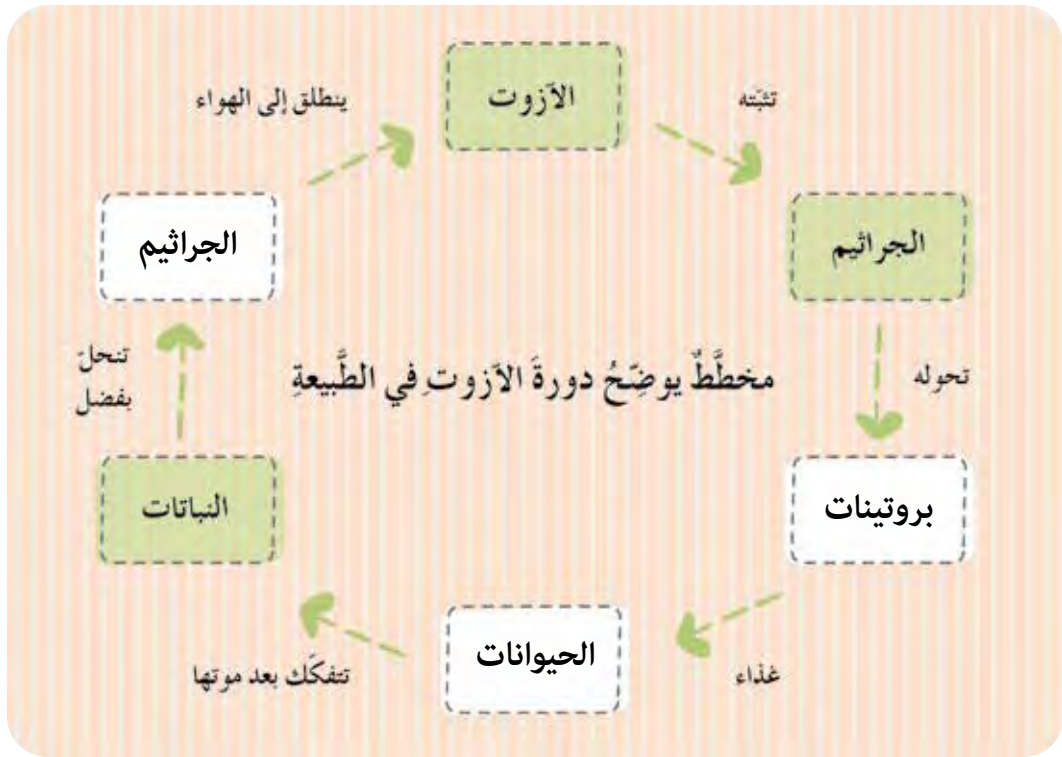 الآزوت
تثبّته
الجراثيم
تحوله
بروتينات
غذاء
الحيوانات
تتفكّك بعد موتها
النباتات
تنحلّ
بفضل
الجراثيم
ينطلق إلى الهواء
مخطَّطٌ يوضِّحُ دورةَ الآزوتِ في الطَّبيعةِ